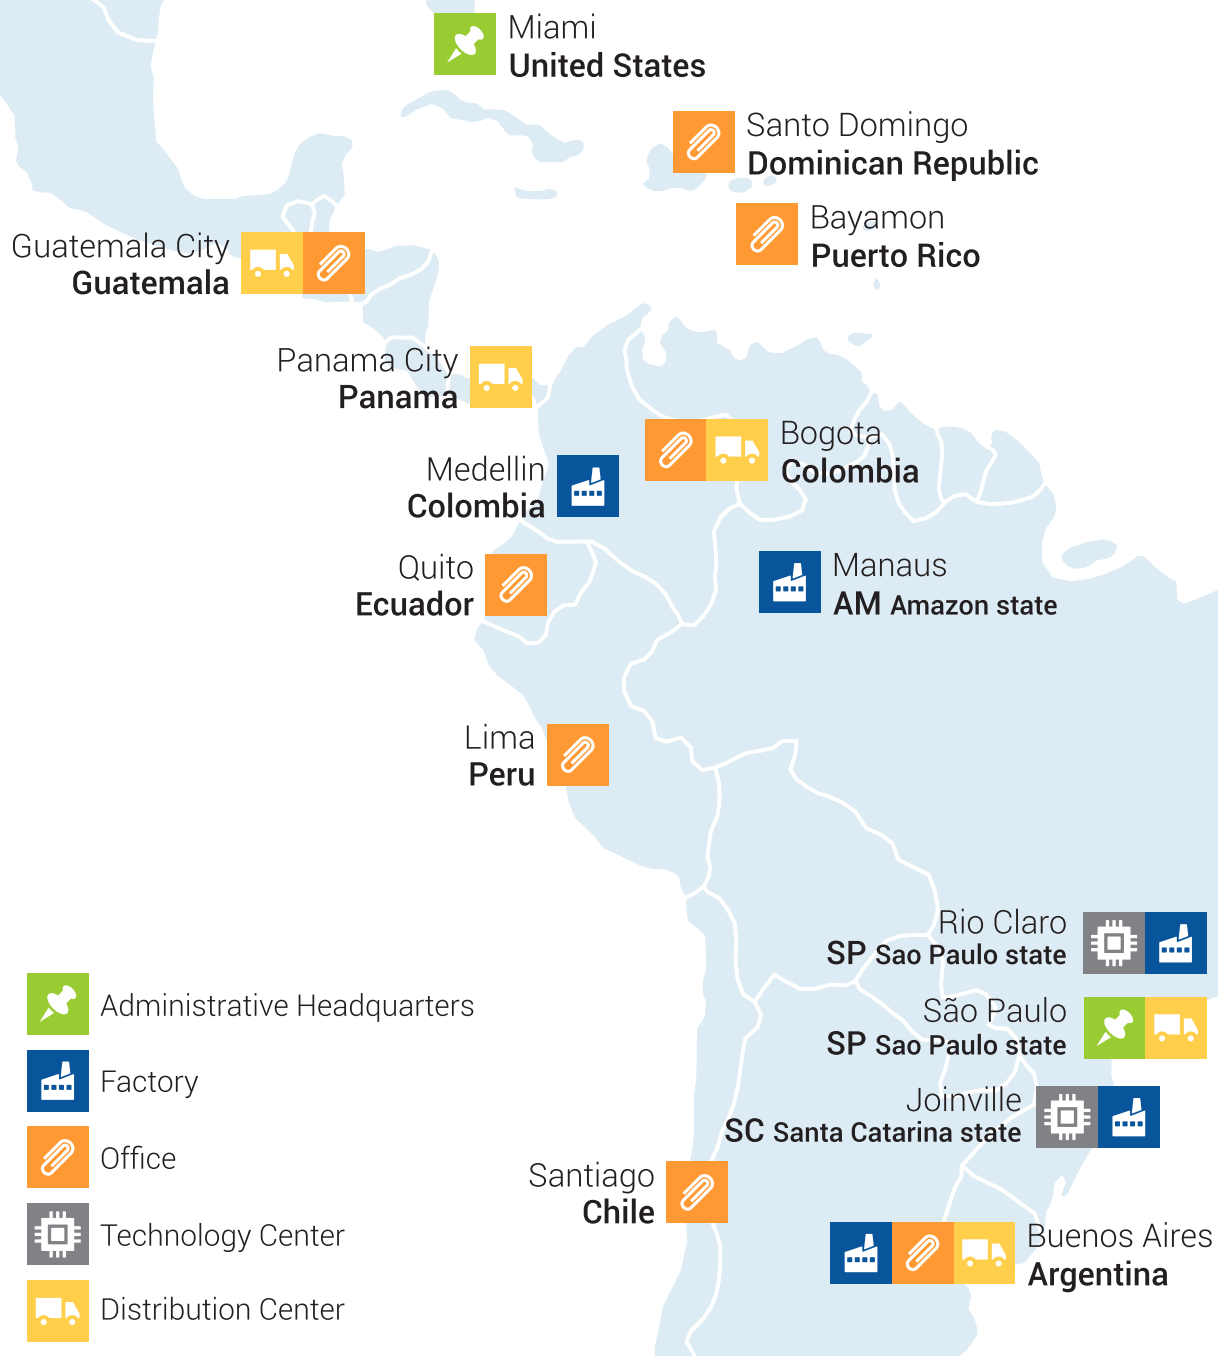 Miami
United States
Santo Domingo
Dominican Republic
Bayamon
Puerto Rico
Guatemala City
Guatemala
Panama City
Panama
Bogota
Colombia
Medellin
Colombia
Quito
Ecuador
Manaus
AM Amazon state
Lima
Peru
Rio Claro
SP Sao Paulo state
São Paulo
SP Sao Paulo state
Joinville
SC Santa Catarina state
Santiago
Chile
Buenos Aires
Argentina
Administrative Headquarters
Factory
Office
Technology Center
Distribution Center